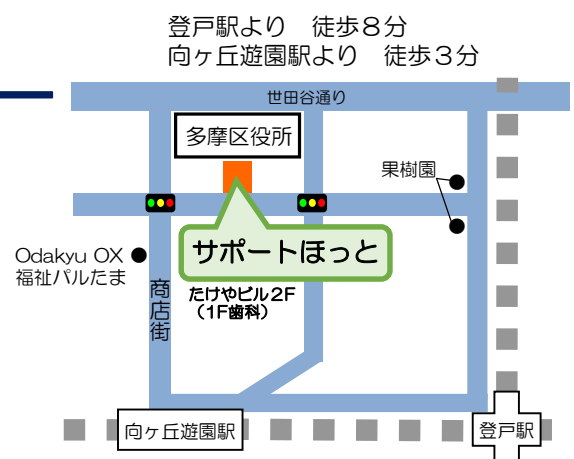 登戸駅より　徒歩８分
向ヶ丘遊園駅より　徒歩３分
世田谷通り
多摩区役所
果樹園
サポートほっと
Odakyu OX
福祉パルたま
商店街
たけやビル２F
（１F歯科）
向ヶ丘遊園駅
登戸駅